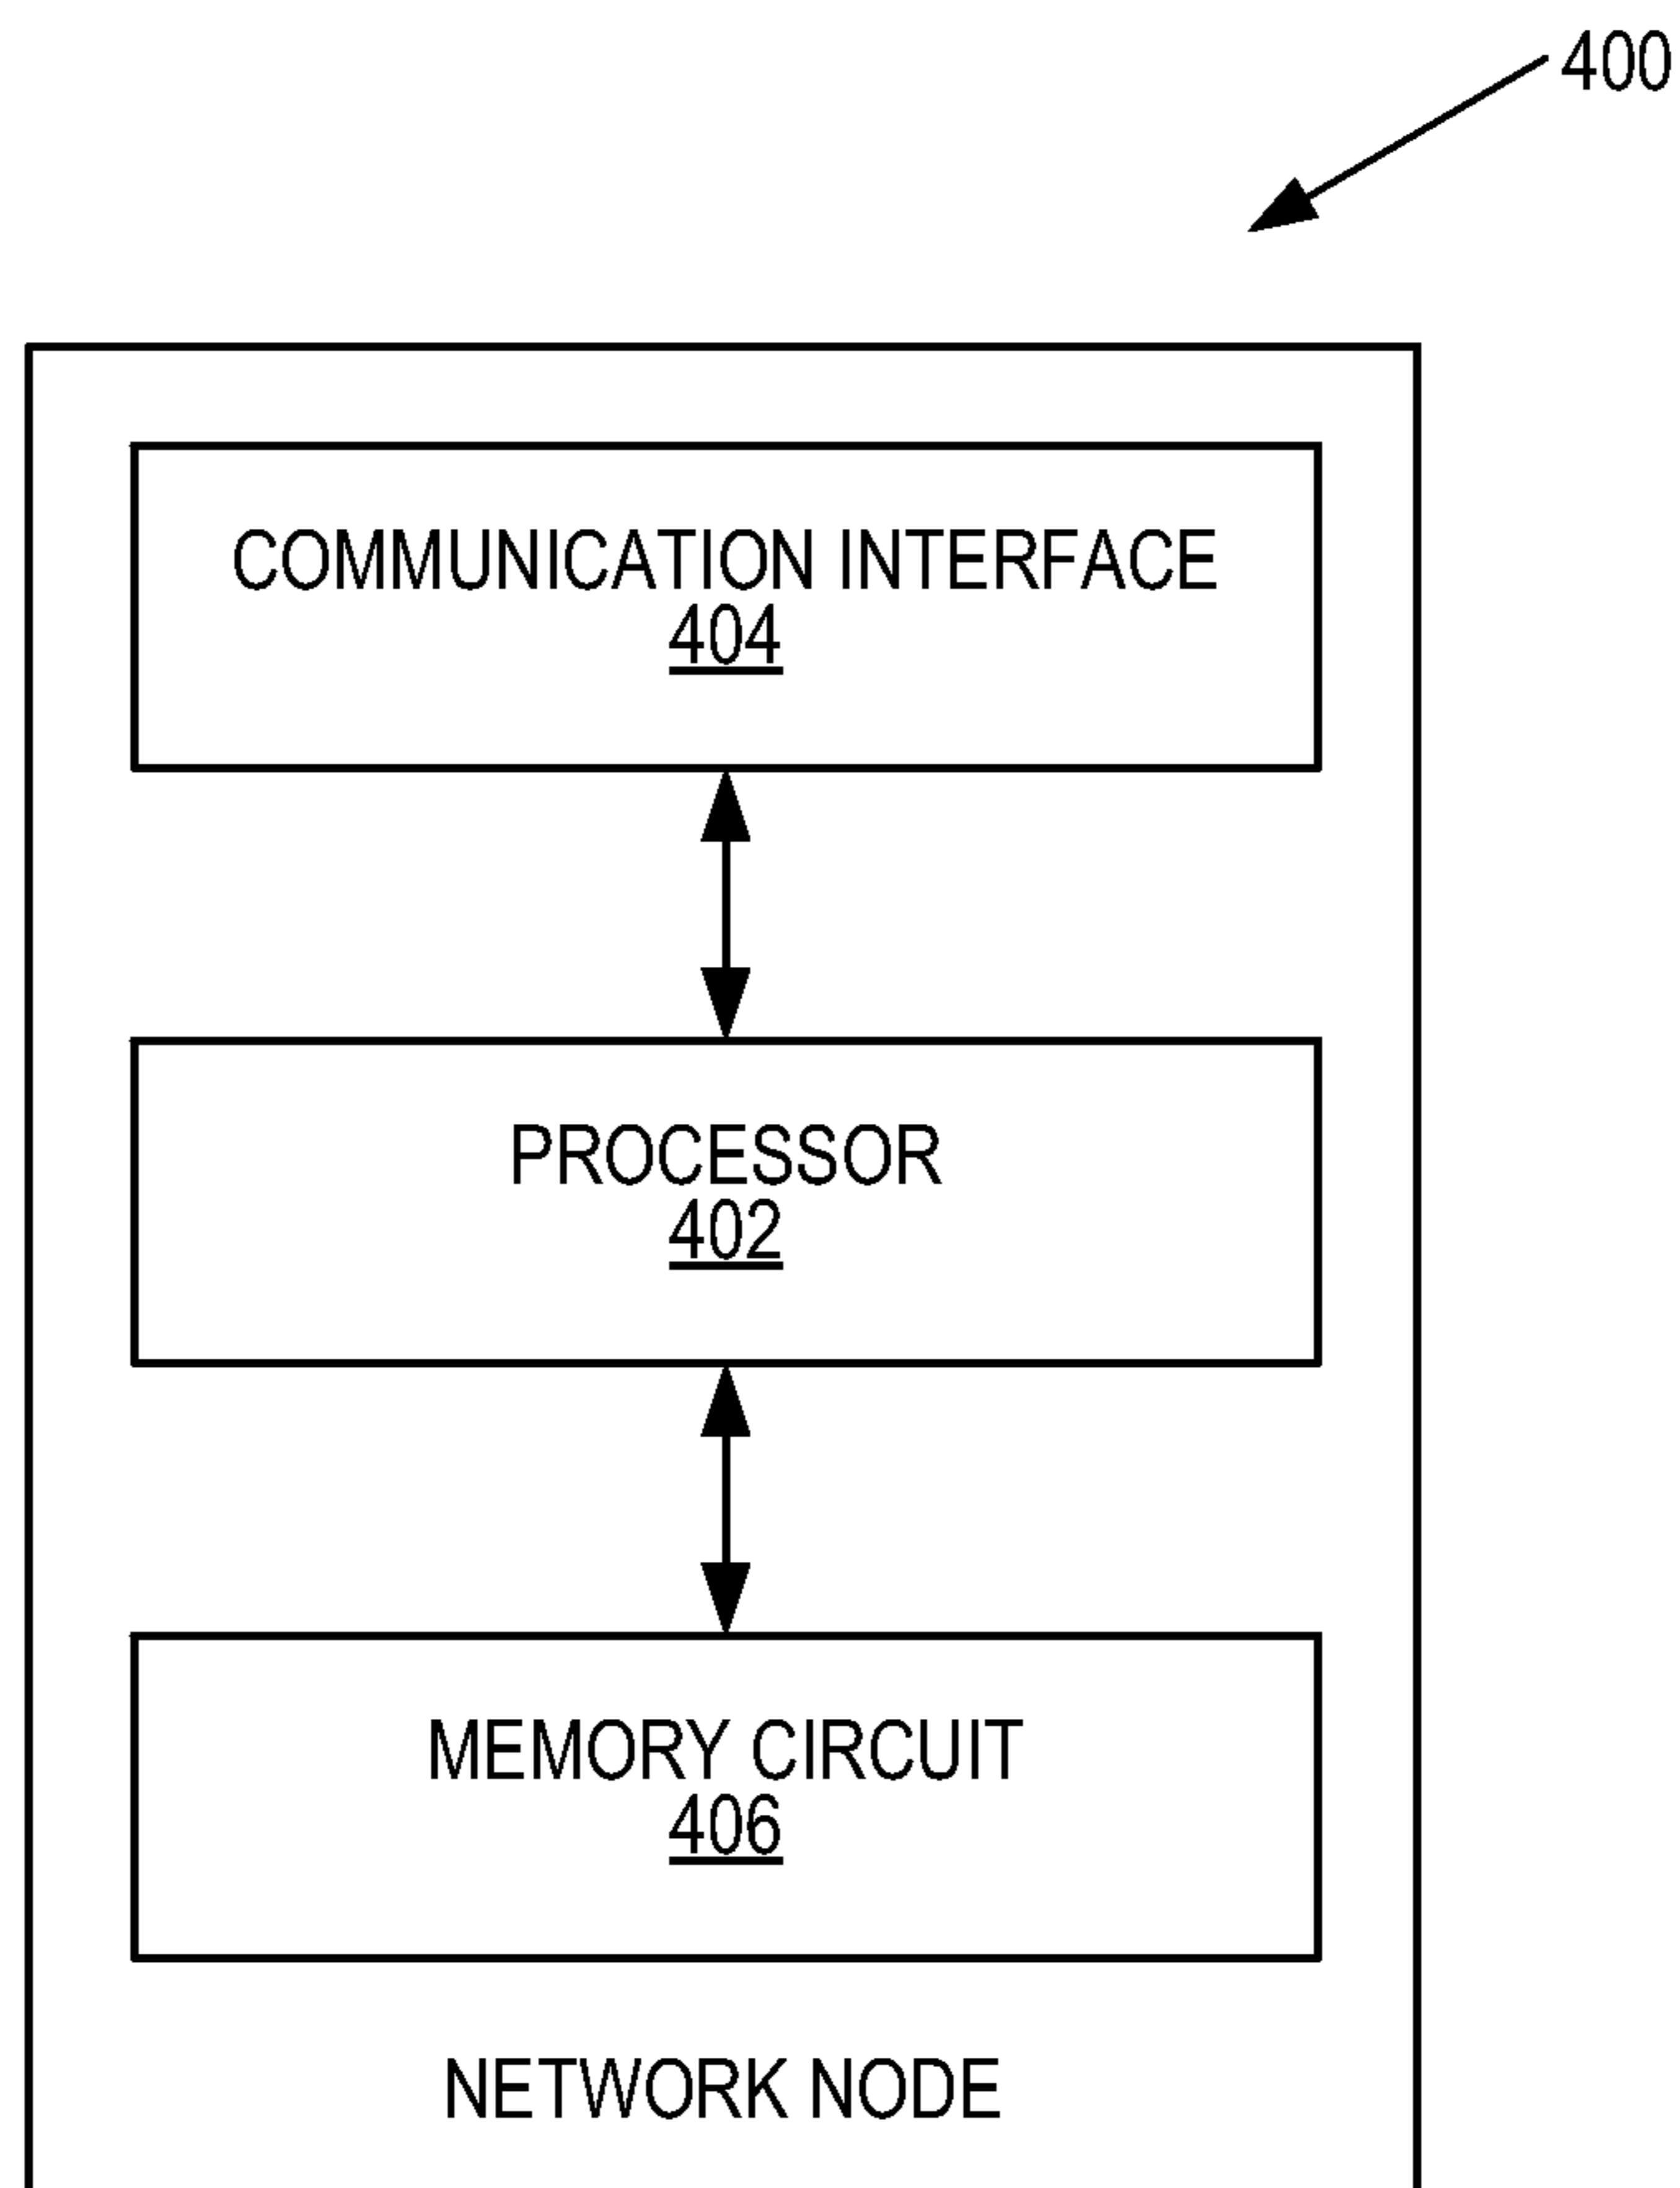 400
COMMUNICATION INTERFACE
404
PROCESSOR
402
MEMORY CIRCUIT
406
NETWORK NODE